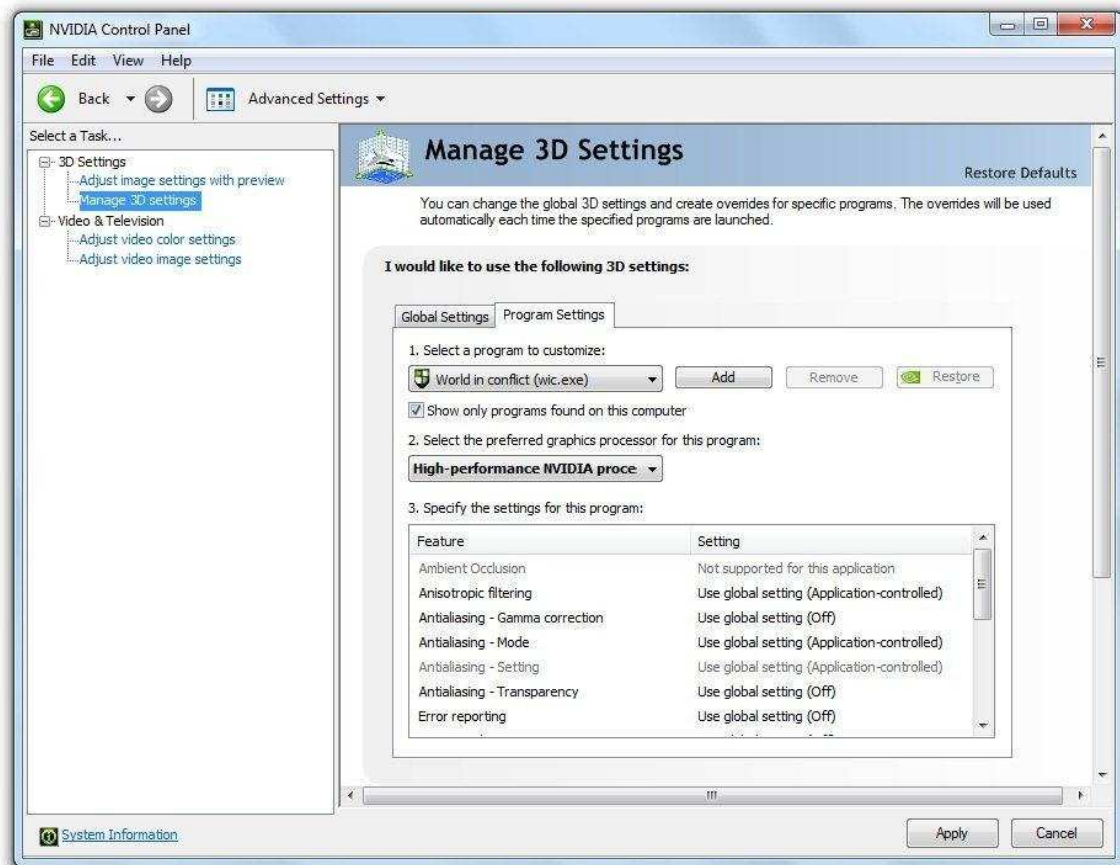 NVIDIA Control Panel
File Edit View Help
Back Advanced Settings
Select a Task...
3D Settings
Adjust image settings with preview
Manage 3D settings
Video & Television
Adjust video color settings
Adjust video image settings
Manage 3D Settings
Restore Defaults
You can change the global 3D settings and create overrides for specific programs. The overrides will be used
automatically each time the specified programs are launched.
I would like to use the following 3D settings:
Global Settings Program Settings
1. Select a program to customize:
World in conflict (wic.exe) Add Remove Restore
Show only programs found on this computer
2. Select the preferred graphics processor for this program:
High-performance NVIDIA proce
3. Specify the settings for this program:
Feature Setting
Ambient Occlusion Not supported for this application
Anisotropic filtering Use global setting (Application-controlled)
Antialiasing - Gamma correction Use global setting (Off)
Antialiasing - Mode Use global setting (Application-controlled)
Antialiasing - Setting Use global setting (Application-controlled)
Antialiasing - Transparency Use global setting (Off)
Error reporting Use global setting (Off)
System Information Apply Cancel